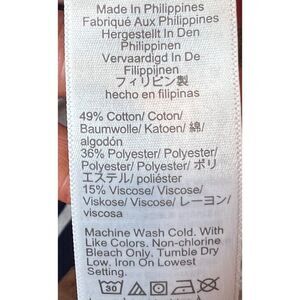 Made In Philippines
Fabriqué Aux Philippines
Hergestellt In Den
Philippinen
Vervaardigd In De
Filippijnen
フィリピン製
hecho en filipinas
49% Cotton/ Coton/
Baumwolle/ Katoen/ 綿/
algodón
36% Polyester/ Polyester/
Polyester/ Polyester/ ポリ
エステル/ poliéster
15% Viscose/ Viscose/
Viskose/ Viscose/ レーヨン/
viscosa
Machine Wash Cold. With
Like Colors. Non-chlorine
Bleach Only. Tumble Dry
Low. Iron On Lowest
Setting.
30